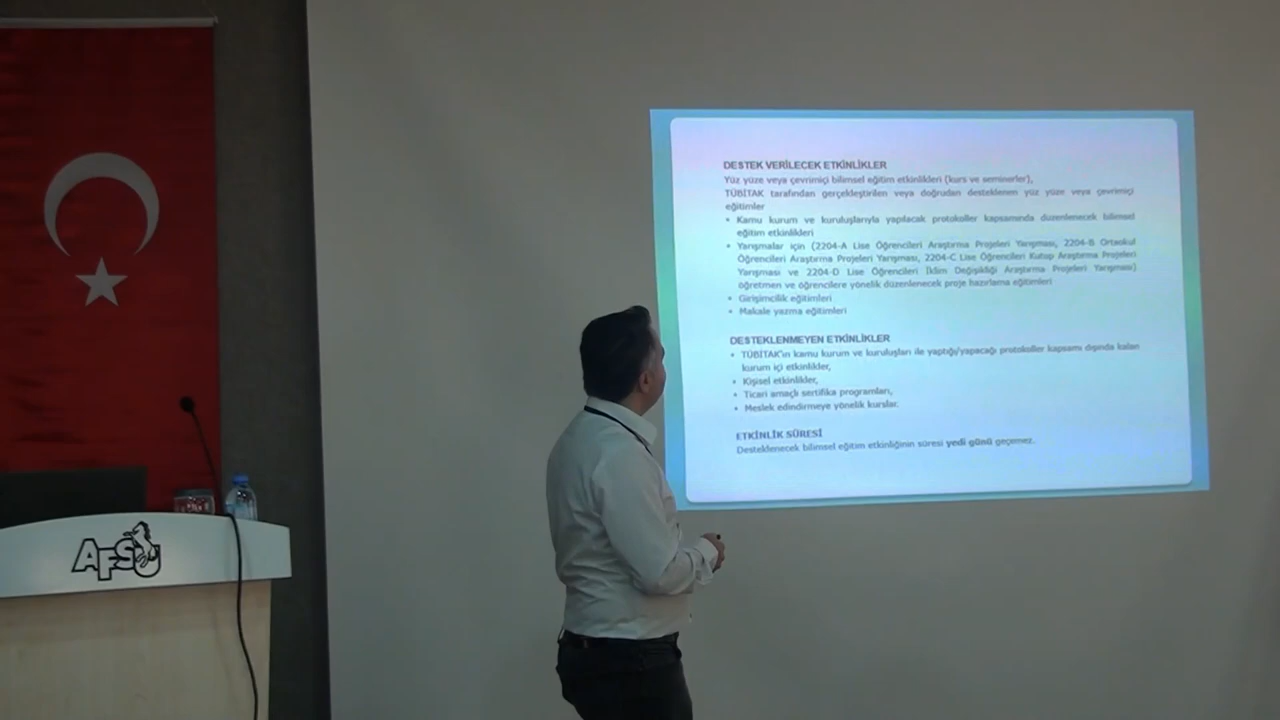 DESTEK VERİLECEK ETKİNLİKLER
Yüz yüze veya çevrimiçi bilimsel eğitim etkinlikleri (kurs ve seminerler),
TÜBİTAK tarafından gerçekleştirilen veya doğrudan desteklenen yüz yüze veya çevrimiçi
eğitimler
• Kamu kurum ve kuruluşlarıyla yapılacak protokoller kapsamında düzenlenecek bilimsel
eğitim etkinlikleri
• Yarışmalar için (2204-A Lise Öğrencileri Araştırma Projeleri Yarışması, 2204-B Ortaokul
Öğrencileri Araştırma Projeleri Yarışması, 2204-C Lise Öğrencileri Kutup Araştırma Projeleri
Yarışması ve 2204-D Lise Öğrencileri İklim Değişikliği Araştırma Projeleri Yarışması)
öğretmen ve öğrencilere yönelik düzenlenecek proje hazırlama eğitimleri
• Girişimcilik eğitimleri
• Makale yazma eğitimleri
DESTEKLENMEYEN ETKİNLİKLER
• TÜBİTAK'ın kamu kurum ve kuruluşları ile yaptığı/yapacağı protokoller kapsamı dışında kalan
kurum içi etkinlikler,
• Kişisel etkinlikler,
• Ticari amaçlı sertifika programları,
• Meslek edindirmeye yönelik kurslar.
ETKİNLİK SÜRESİ
Desteklenecek bilimsel eğitim etkinliğinin süresi yedi günü geçemez.
AFSÜ